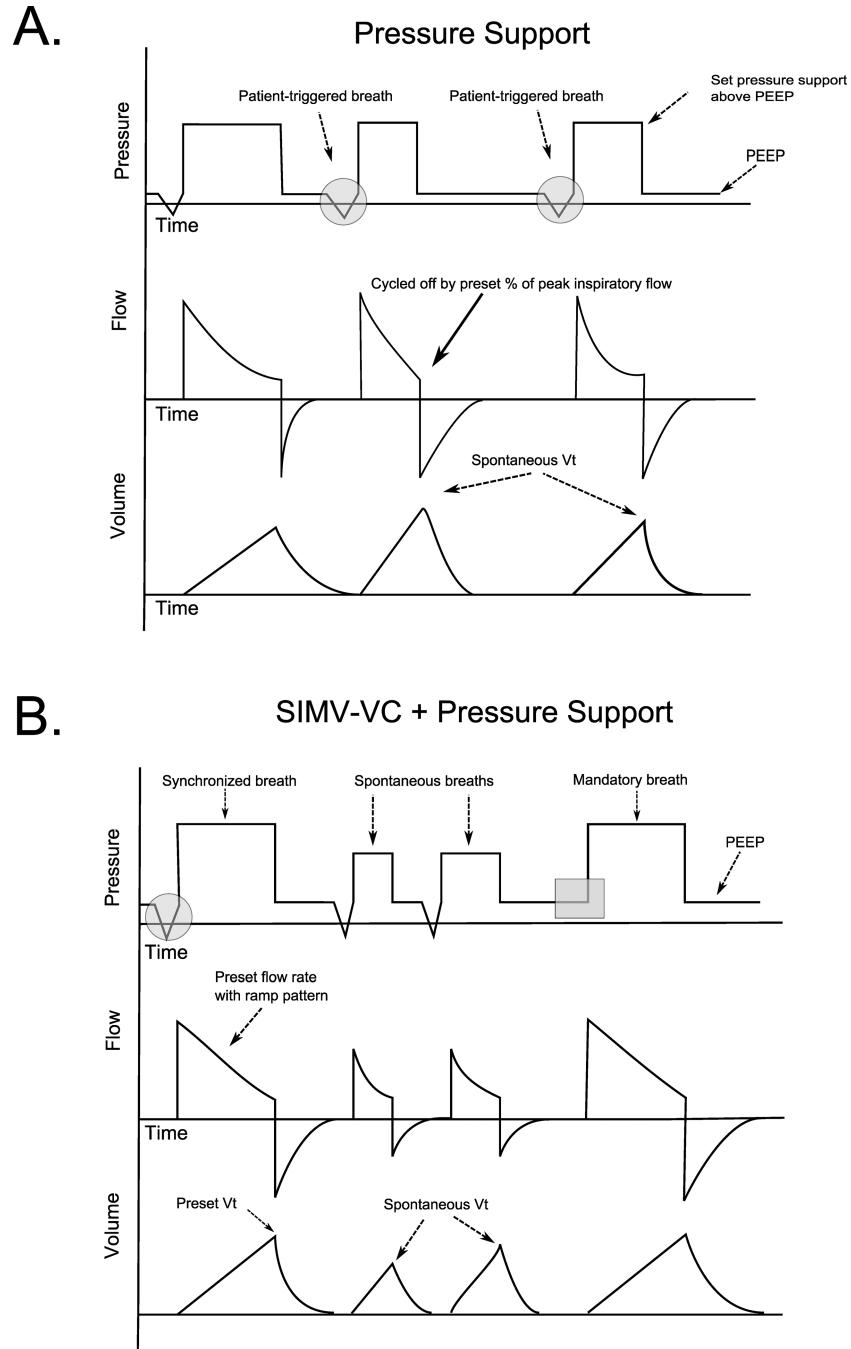 A.
Pressure Support
Pressure
Patient-triggered breath
Patient-triggered breath
Set pressure support
above PEEP
PEEP
Time
Flow
Cycled off by preset % of peak inspiratory flow
Time
Volume
Spontaneous Vt
Time
B.
SIMV-VC + Pressure Support
Pressure
Synchronized breath
Spontaneous breaths
Mandatory breath
PEEP
Time
Flow
Preset flow rate
with ramp pattern
Time
Volume
Preset Vt
Spontaneous Vt